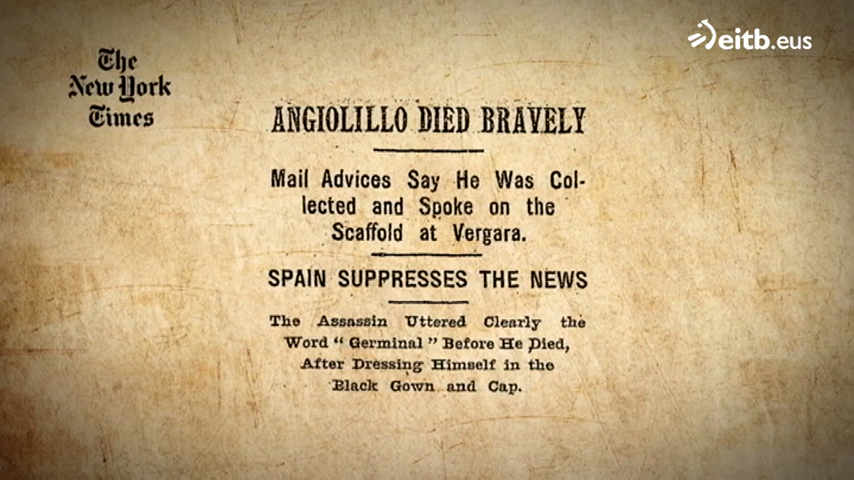 eitb.eus
The
New York
Times
ANGIOLILLO DIED BRAVELY
Mail Advices Say He Was Col-
lected and Spoke on the
Scaffold at Vergara.
SPAIN SUPPRESSES THE NEWS
The Assassin Uttered Clearly the
Word “ Germinal ” Before He Died,
After Dressing Himself in the
Black Gown and Cap.